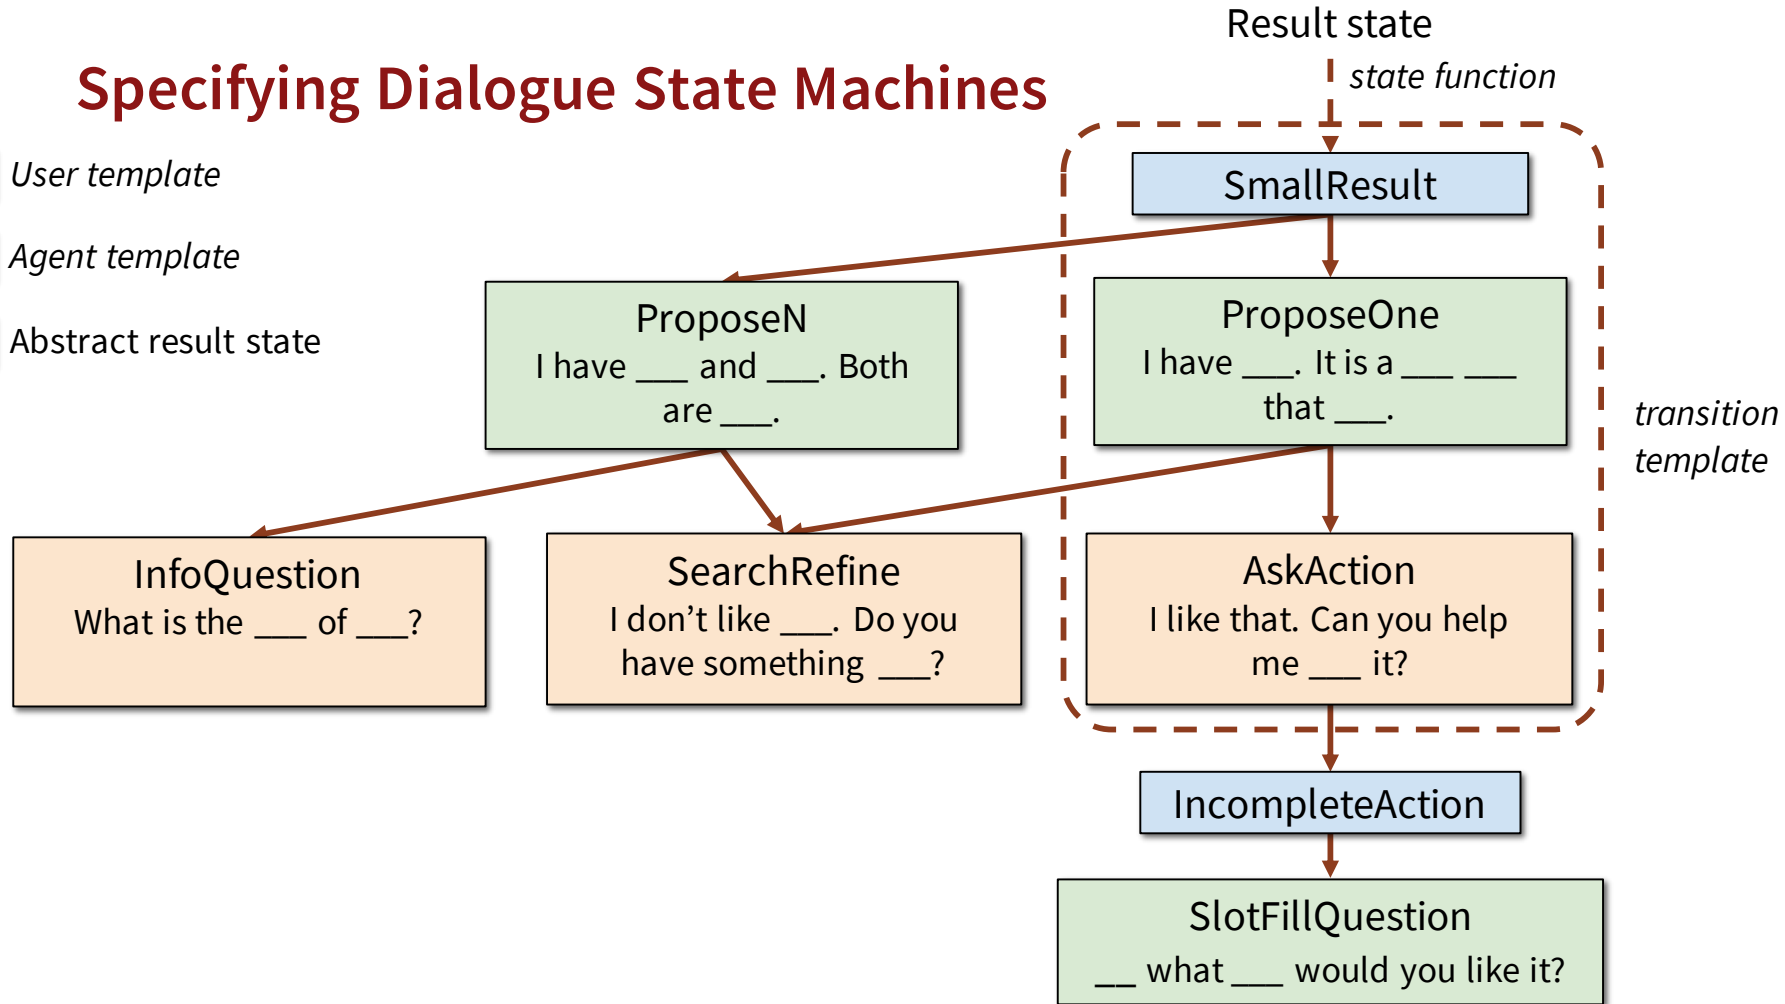 Result state
state function
Specifying Dialogue State Machines
User template
Agent template
Abstract result state
SmallResult
ProposeN
I have ___ and ___. Both
are ___.
ProposeOne
I have ___. It is a ___ ___
that ___.
transition
template
InfoQuestion
What is the ___ of ___?
SearchRefine
I don’t like ___. Do you
have something ___?
AskAction
I like that. Can you help
me ___ it?
IncompleteAction
SlotFillQuestion
__ what ___ would you like it?